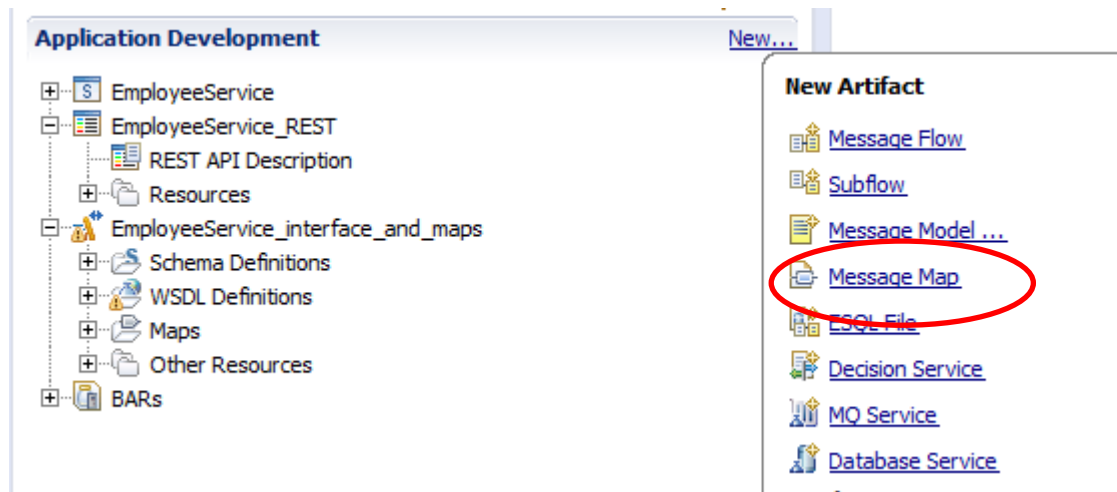 Application Development
New...
EmployeeService
EmployeeService_REST
REST API Description
Resources
EmployeeService_interface_and_maps
Schema Definitions
WSDL Definitions
Maps
Other Resources
BARs
New Artifact
Message Flow
Subflow
Message Model ...
Message Map
ESQL File
Decision Service
MQ Service
Database Service